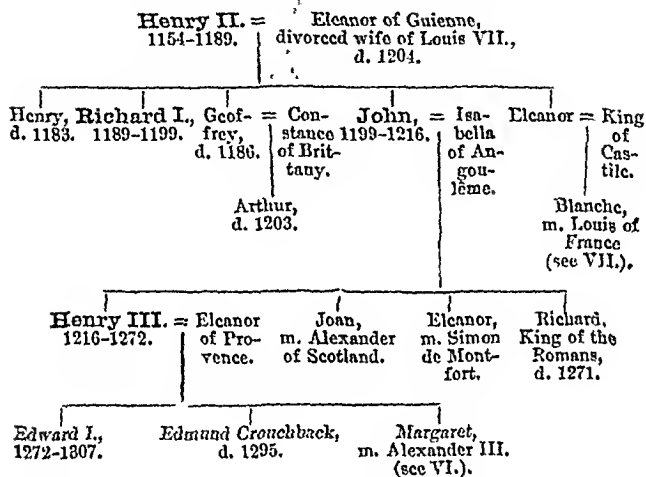 Henry II. = Eleanor of Guienne,
1154-1189. divorced wife of Louis VII.,
d. 1204.
Henry, Richard I., Geof- = Con- John, = Isa- Eleanor = King
d. 1183. 1189-1199. frey, stance 1199-1216. bella of
d. 1186. of Brit- of An- Cas-
tany. gou- tile.
Arthur, lême. Blanche,
d. 1203. m. Louis of
France
(see VII.).
Henry III. = Eleanor Joan, Eleanor, Richard,
1216-1272. of Pro- m. Alexander m. Simon King of the
vence. of Scotland. de Mont- Romans,
fort. d. 1271.
Edward I., Edmund Crouchback, Margaret,
1272-1307. d. 1295. m. Alexander III.
(see VI.).